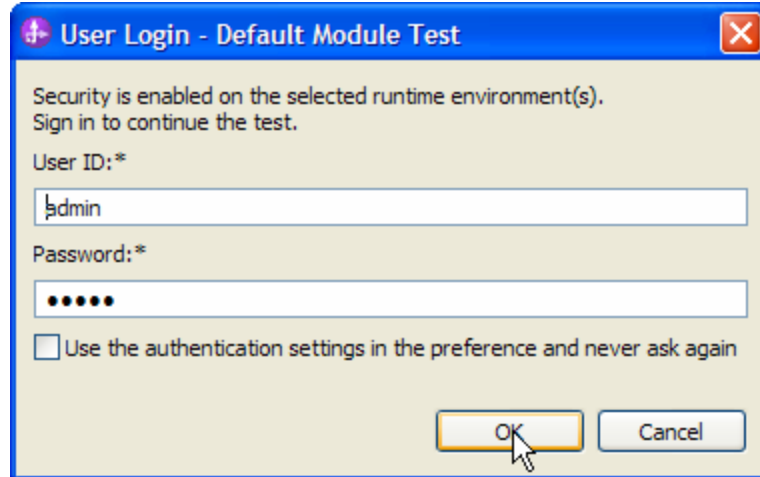 User Login - Default Module Test
Security is enabled on the selected runtime environment(s).
Sign in to continue the test.
User ID:*
admin
Password:*
●●●●●
Use the authentication settings in the preference and never ask again
OK Cancel